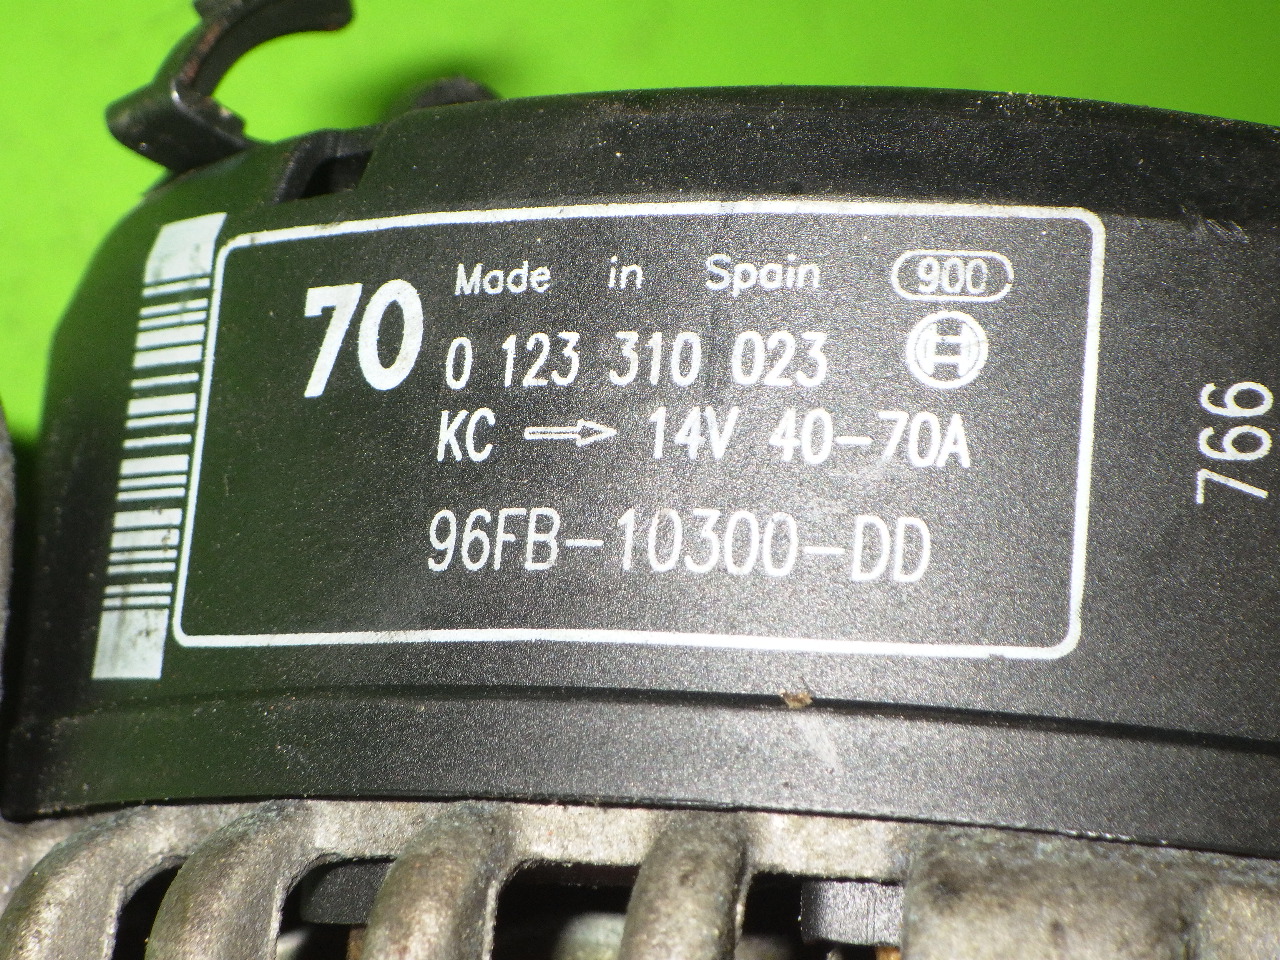 70
Made in Spain 900
0 123 310 023
KC → 14V 40-70A
96FB-10300-DD
766